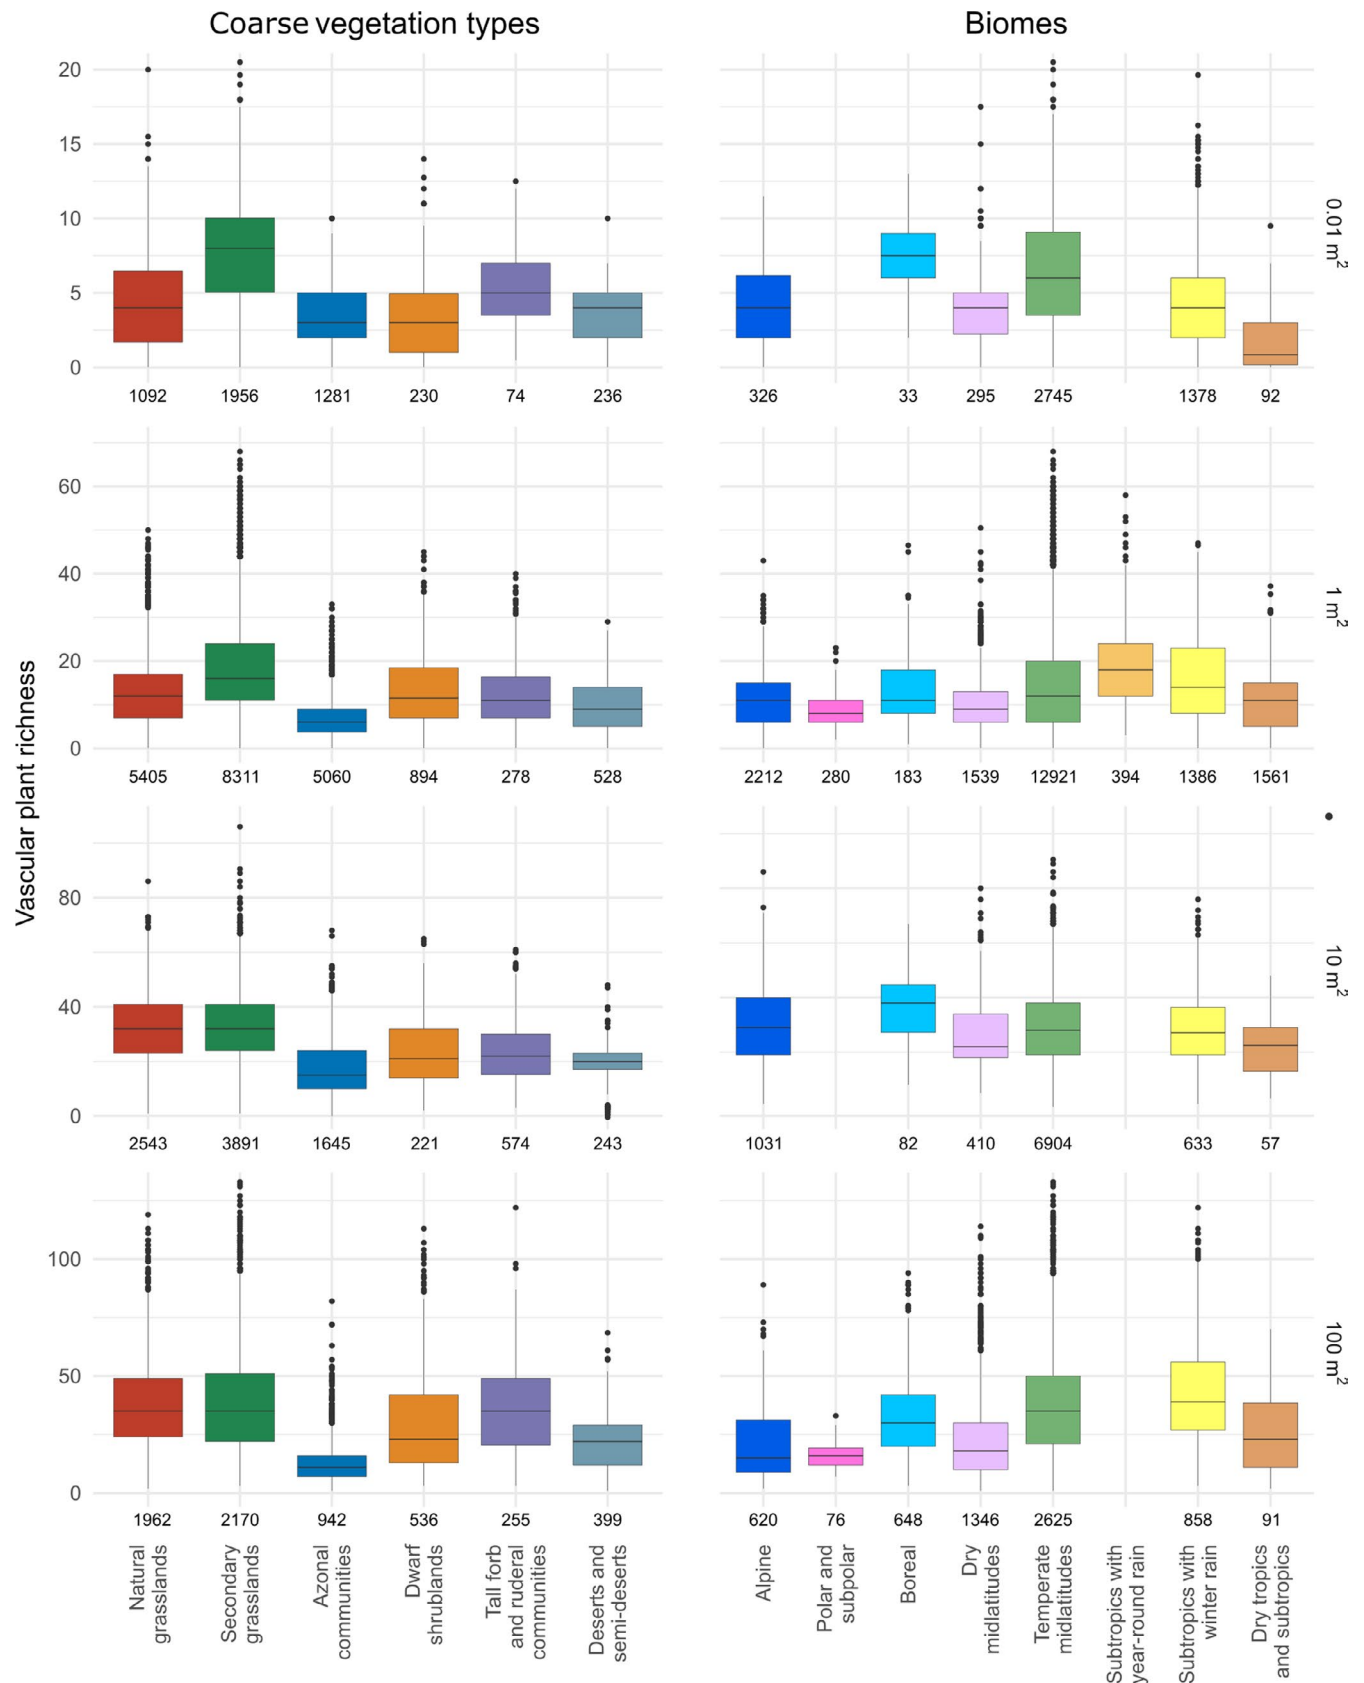 Coarse vegetation types
Biomes
Vascular plant richness
20
15
10
5
0
1092 1956 1281 230 74 236
326 33 295 2745 1378 92
0.01 m²
60
40
20
0
5405 8311 5060 894 278 528
2212 280 183 1539 12921 394 1386 1561
1 m²
80
40
0
2543 3891 1645 221 574 243
1031 82 410 6904 633 57
10 m²
100
50
0
1962 2170 942 536 255 399
620 76 648 1346 2625 858 91
100 m²
Natural
grasslands
Secondary
grasslands
Azonal
communities
Dwarf
shrublands
Tall forb
and ruderal
communities
Deserts and
semi-deserts
Alpine
Polar and
subpolar
Boreal
Dry
midlatitudes
Temperate
midlatitudes
Subtropics with
year-round rain
Subtropics with
winter rain
Dry tropics
and subtropics